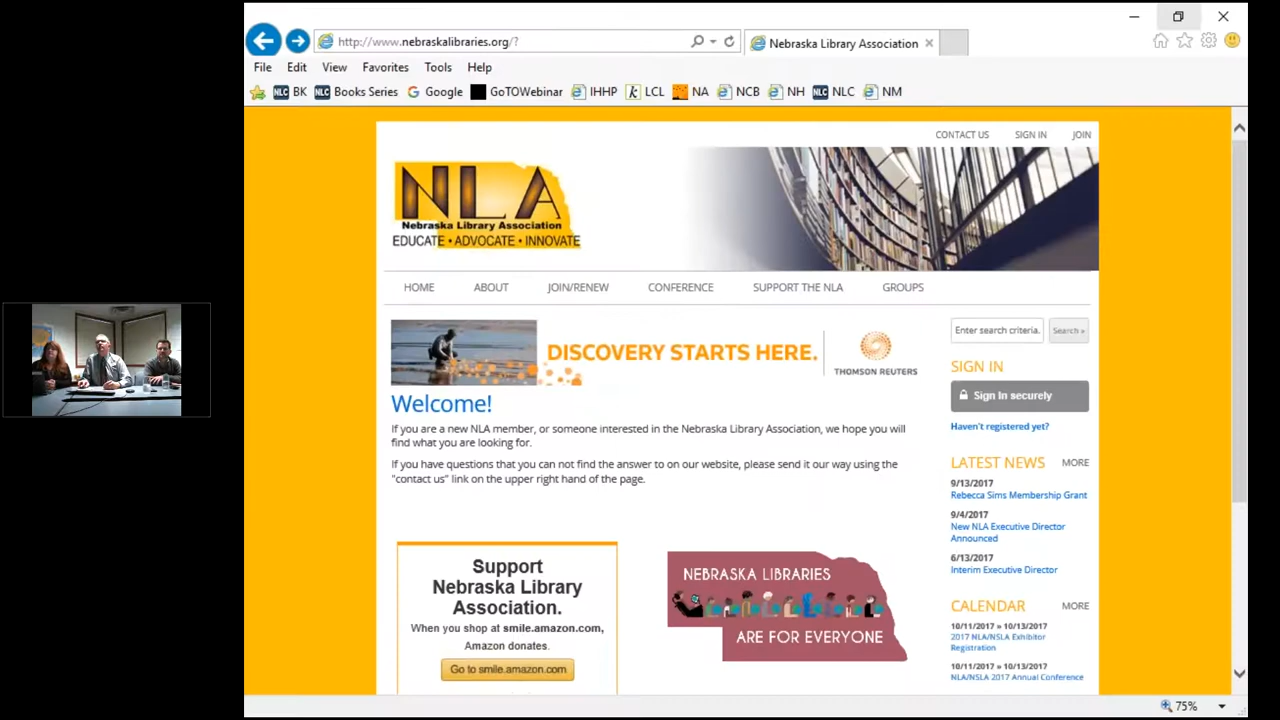 http://www.nebraskalibraries.org/?
Nebraska Library Association
File Edit View Favorites Tools Help
BK Books Series Google GoTOWebinar IHHP LCL NA NCB NH NLC NM
CONTACT US SIGN IN JOIN
NLA
Nebraska Library Association
EDUCATE • ADVOCATE • INNOVATE
HOME ABOUT JOIN/RENEW CONFERENCE SUPPORT THE NLA GROUPS
DISCOVERY STARTS HERE.
THOMSON REUTERS
Enter search criteria. Search »
SIGN IN
Sign In securely
Haven't registered yet?
Welcome!
If you are a new NLA member, or someone interested in the Nebraska Library Association, we hope you will
find what you are looking for.
If you have questions that you can not find the answer to on our website, please send it our way using the
"contact us" link on the upper right hand of the page.
LATEST NEWS MORE
9/13/2017
Rebecca Sims Membership Grant
9/4/2017
New NLA Executive Director
Announced
6/13/2017
Interim Executive Director
Support
Nebraska Library
Association.
When you shop at smile.amazon.com,
Amazon donates.
Go to smile.amazon.com
NEBRASKA LIBRARIES
ARE FOR EVERYONE
CALENDAR MORE
10/11/2017 » 10/13/2017
2017 NLA/NSLA Exhibitor
Registration
10/11/2017 » 10/13/2017
NLA/NSLA 2017 Annual Conference
75%